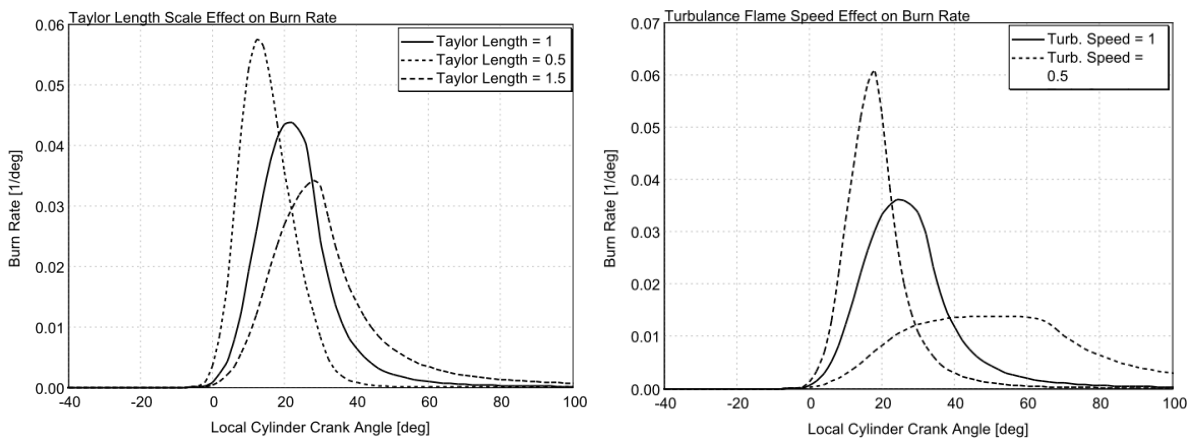 Taylor Length Scale Effect on Burn Rate
0.06
0.05
0.04
0.03
0.02
0.01
0.00
Burn Rate [1/deg]
Taylor Length = 1
Taylor Length = 0.5
Taylor Length = 1.5
-40 -20 0 20 40 60 80 100
Local Cylinder Crank Angle [deg]
Turbulance Flame Speed Effect on Burn Rate
0.07
0.06
0.05
0.04
0.03
0.02
0.01
0.00
Burn Rate [1/deg]
Turb. Speed = 1
Turb. Speed =
0.5
-40 -20 0 20 40 60 80 100
Local Cylinder Crank Angle [deg]